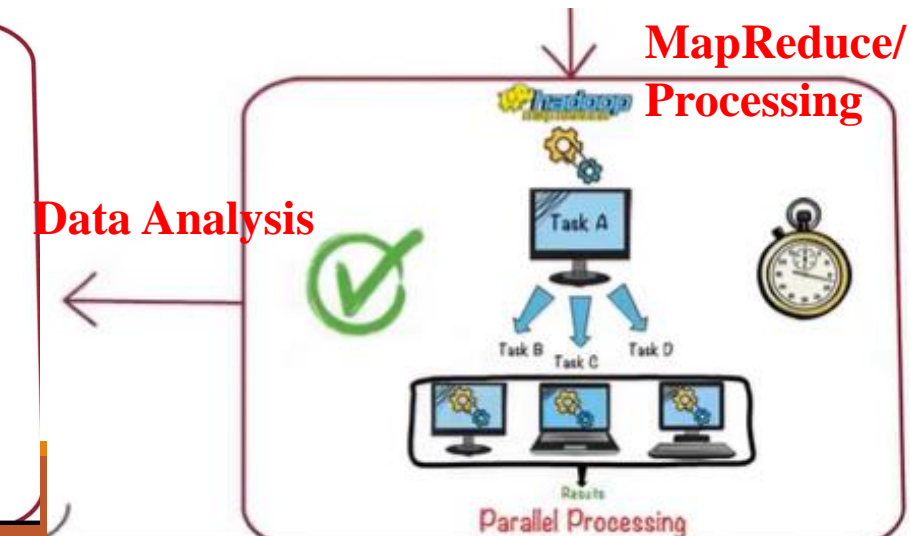 MapReduce/
Processing
hadoop
Data Analysis
Task A
Task B
Task C
Task D
Results
Parallel Processing